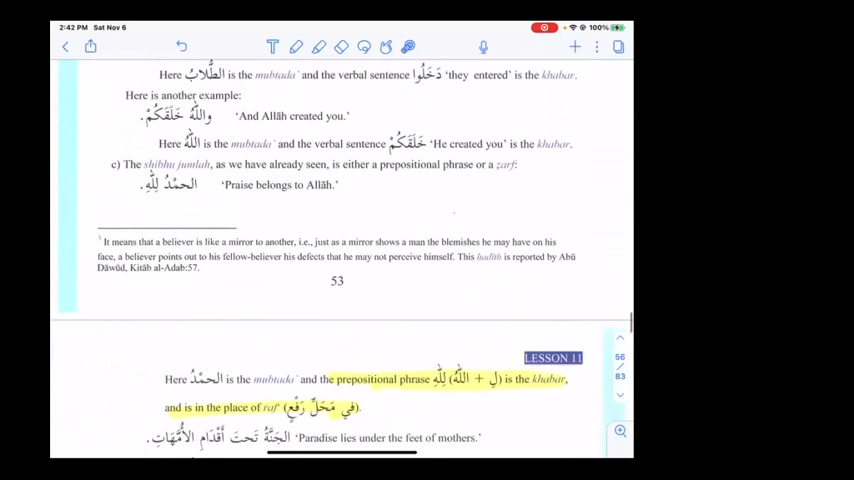 2:42 PM Sat Nov 6
100%
Here الطُّلَّابُ is the mubtada' and the verbal sentence دَخَلُوا 'they entered' is the khabar.
Here is another example:
واللهُ خَلَقَكُمْ. 'And Allāh created you.'
Here اللهُ is the mubtada' and the verbal sentence خَلَقَكُمْ 'He created you' is the khabar.
c) The shibhu jumlah, as we have already seen, is either a prepositional phrase or a ẓarf:
الحمْدُ لِلّٰهِ. 'Praise belongs to Allāh.'
It means that a believer is like a mirror to another, i.e., just as a mirror shows a man the blemishes he may have on his
face, a believer points out to his fellow-believer his defects that he may not perceive himself. This ḥadīth is reported by Abū
Dāwūd, Kitāb al-Adab:57.
53
LESSON 11
Here الحمْدُ is the mubtada' and the prepositional phrase لِلّٰهِ (لِ + اللهُ) is the khabar,
and is in the place of raf' (في مَحَلِّ رَفْعٍ).
الجَنَّةُ تَحتَ أَقْدَامِ الأُمَّهَاتِ. 'Paradise lies under the feet of mothers.'
56
/
83